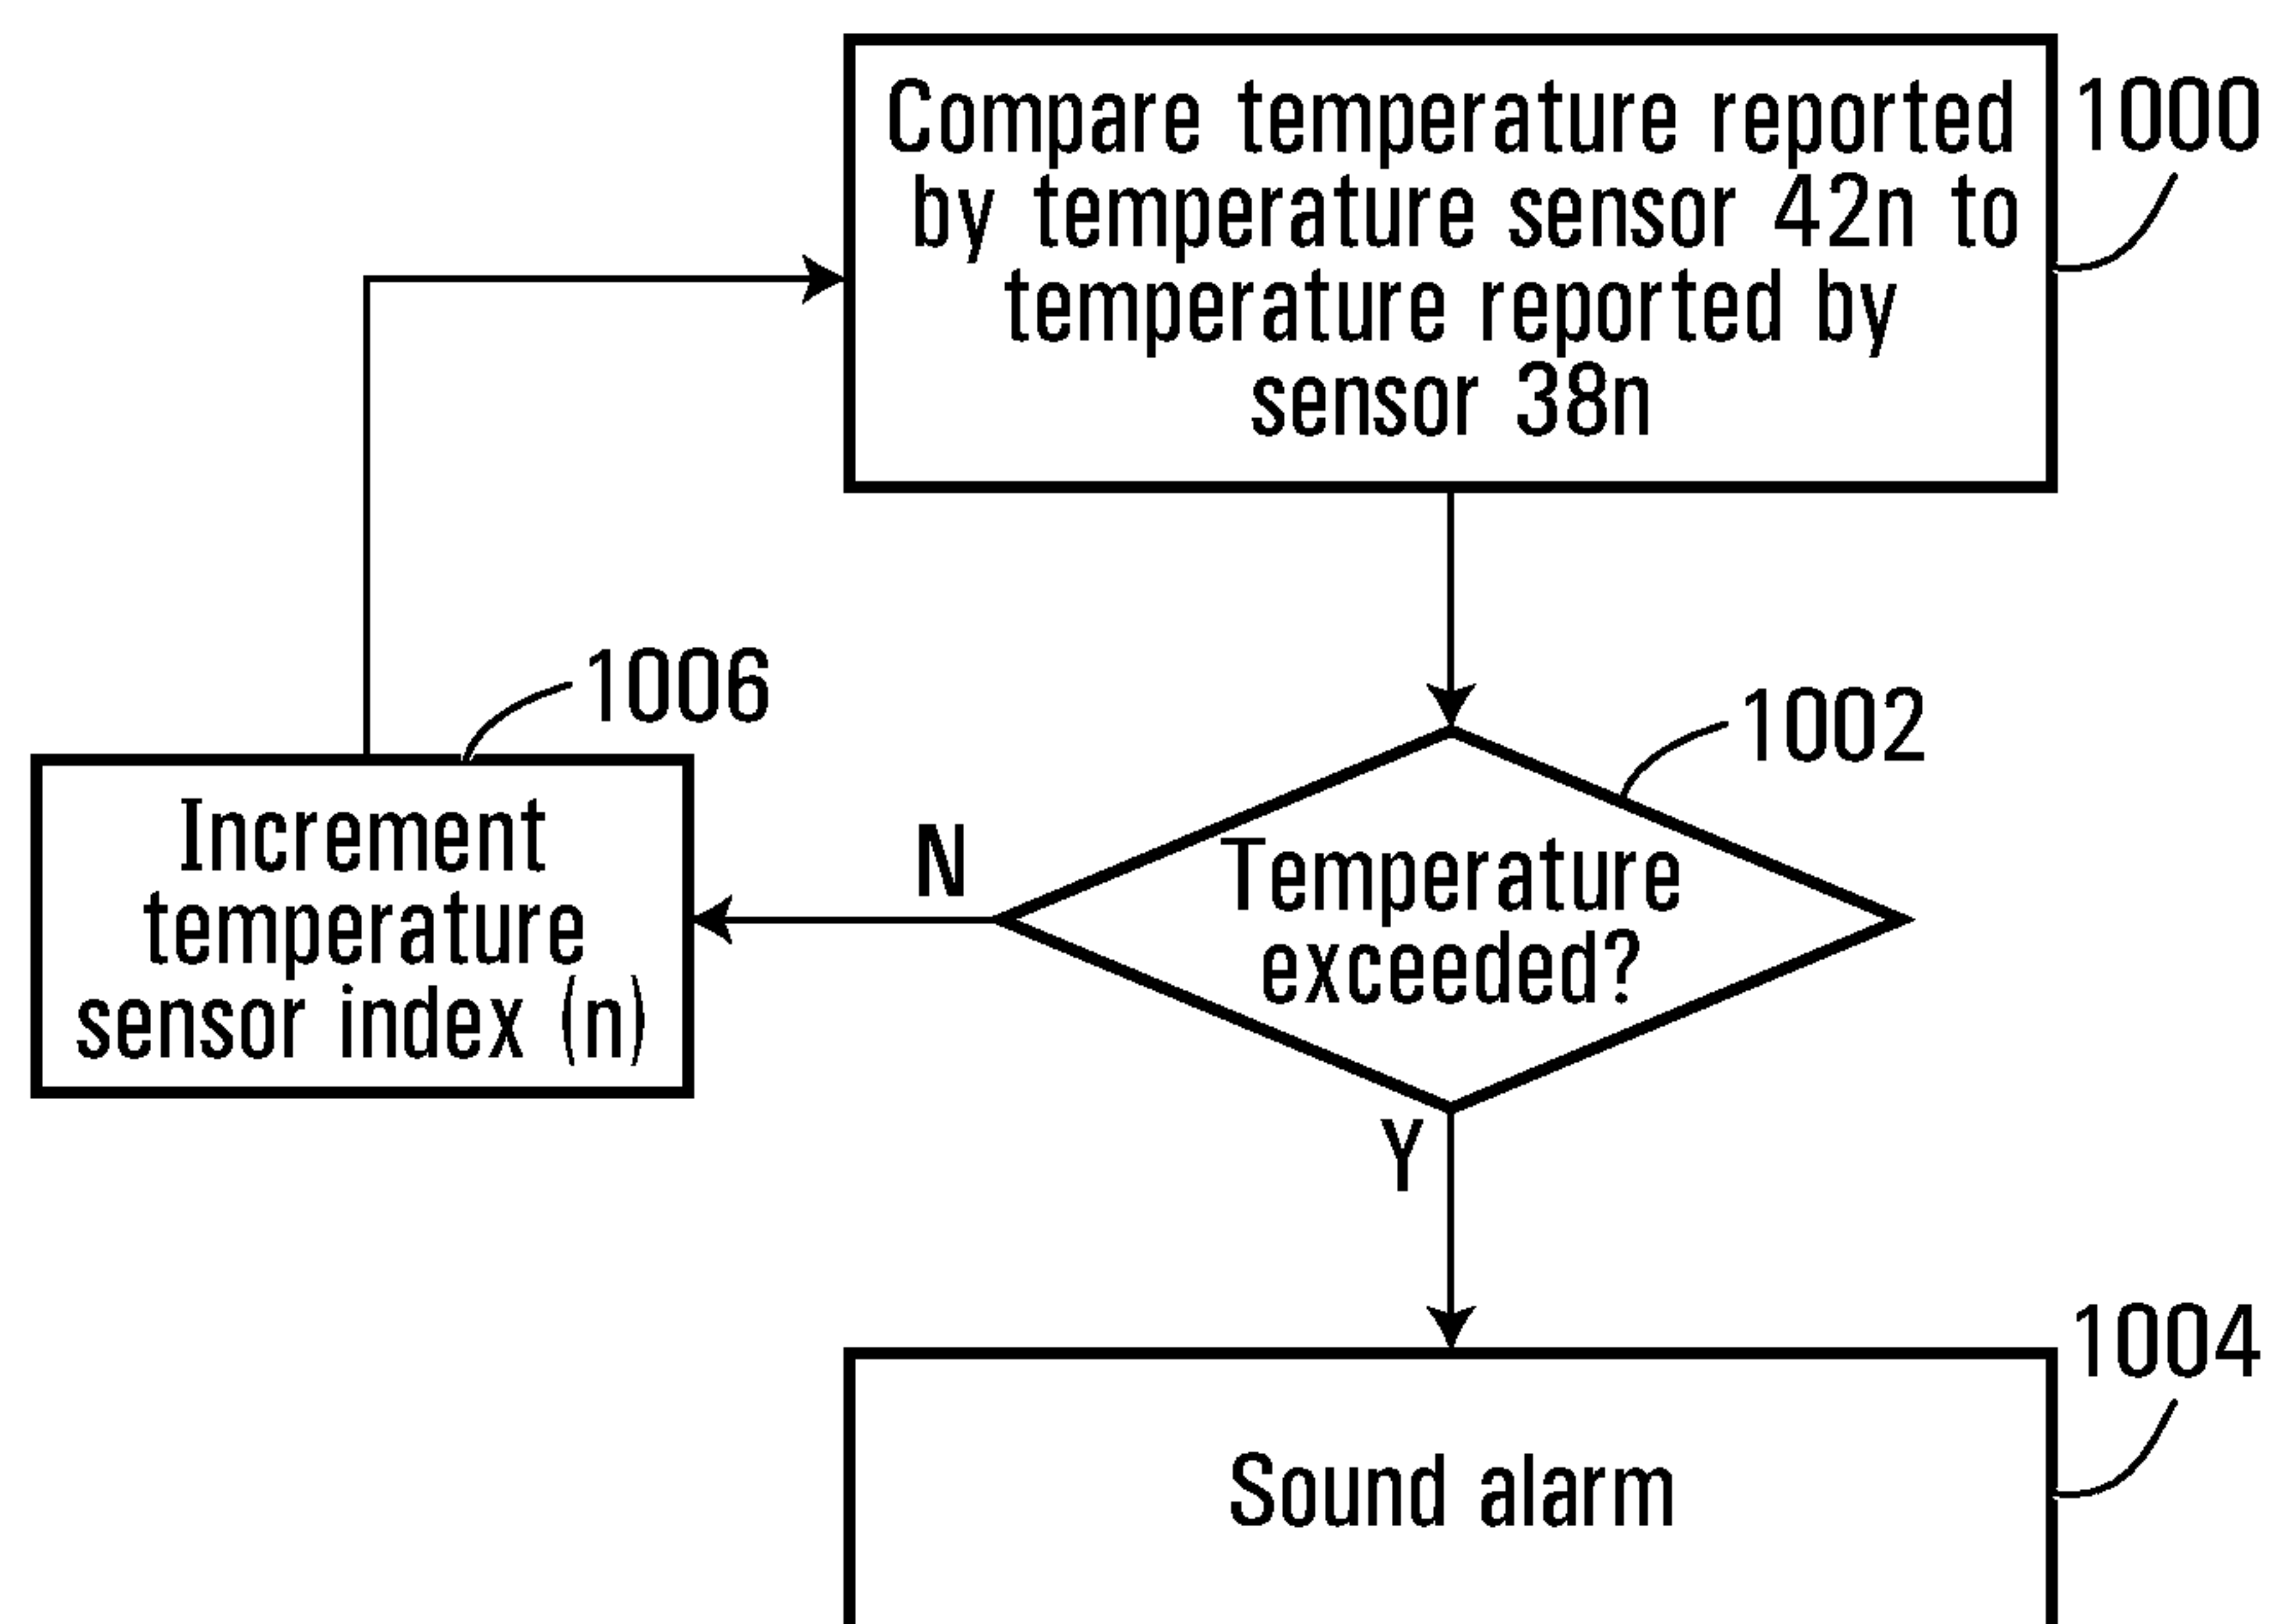 Compare temperature reported
by temperature sensor 42n to
temperature reported by
sensor 38n
1000
1006
1002
Increment
temperature
sensor index (n)
N
Temperature
exceeded?
Y
1004
Sound alarm